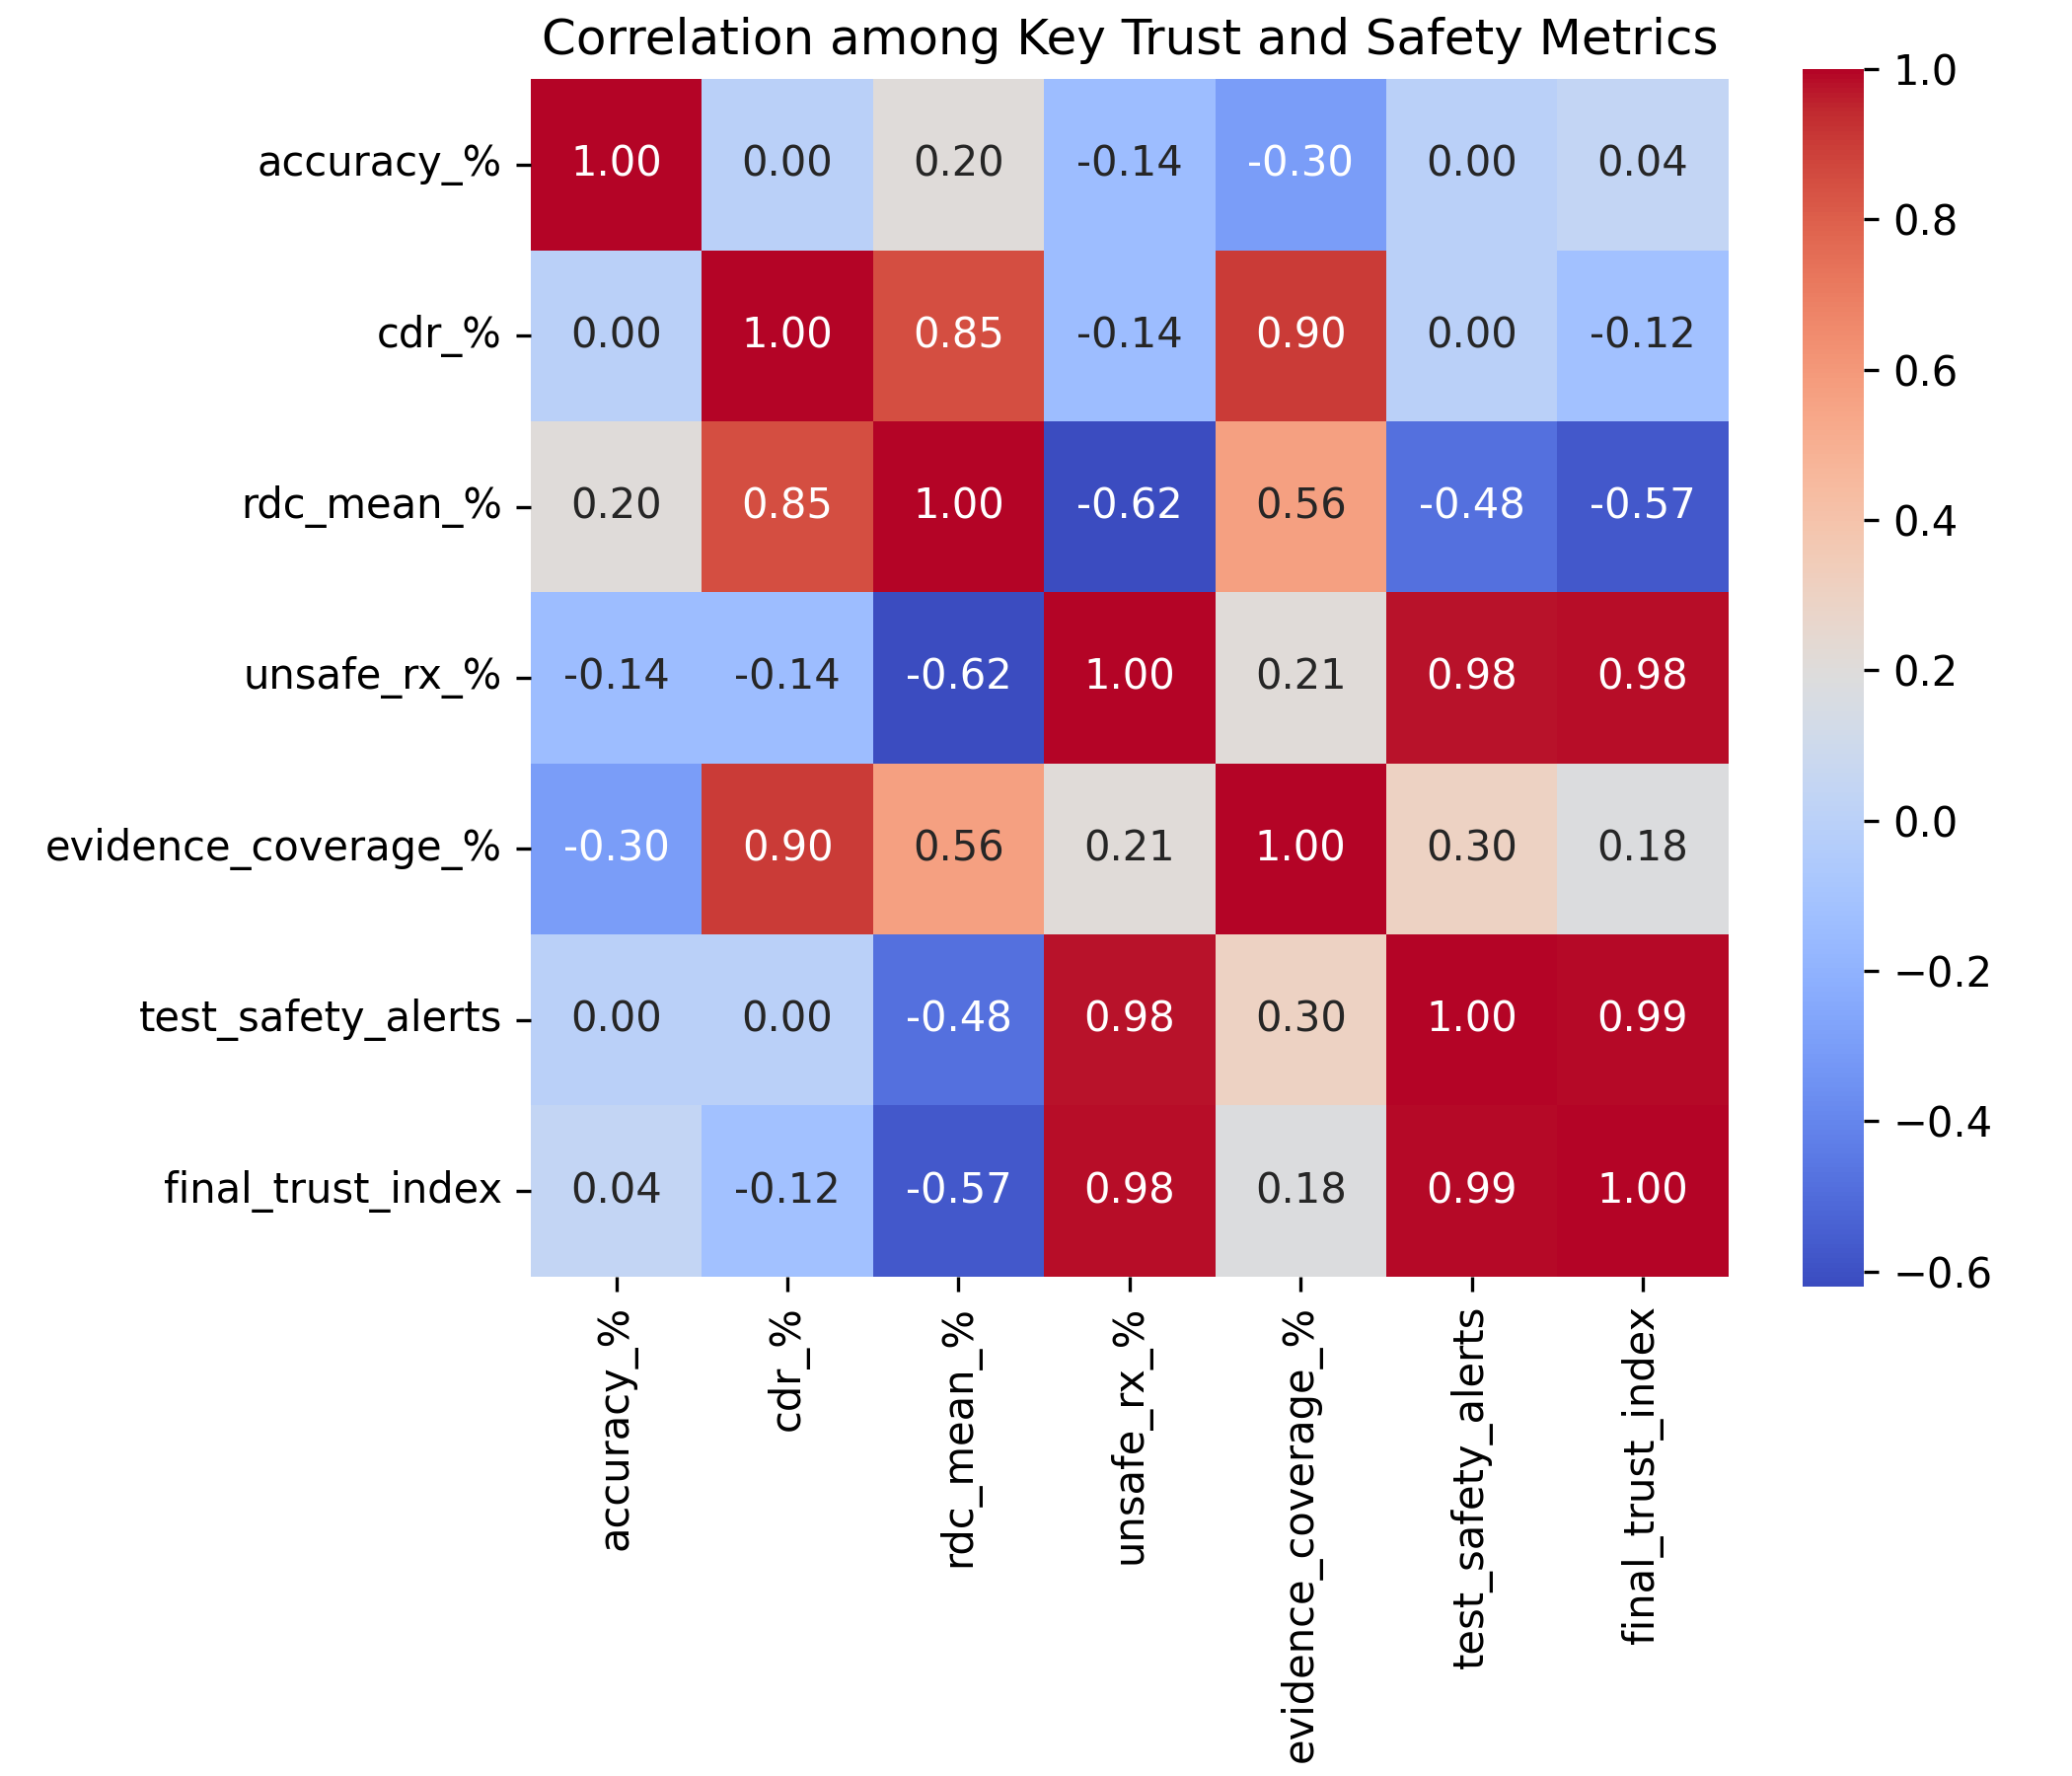 Correlation among Key Trust and Safety Metrics
accuracy_% 1.00 0.00 0.20 -0.14 -0.30 0.00 0.04
cdr_% 0.00 1.00 0.85 -0.14 0.90 0.00 -0.12
rdc_mean_% 0.20 0.85 1.00 -0.62 0.56 -0.48 -0.57
unsafe_rx_% -0.14 -0.14 -0.62 1.00 0.21 0.98 0.98
evidence_coverage_% -0.30 0.90 0.56 0.21 1.00 0.30 0.18
test_safety_alerts 0.00 0.00 -0.48 0.98 0.30 1.00 0.99
final_trust_index 0.04 -0.12 -0.57 0.98 0.18 0.99 1.00
accuracy_%
cdr_%
rdc_mean_%
unsafe_rx_%
evidence_coverage_%
test_safety_alerts
final_trust_index
1.0
0.8
0.6
0.4
0.2
0.0
−0.2
−0.4
−0.6